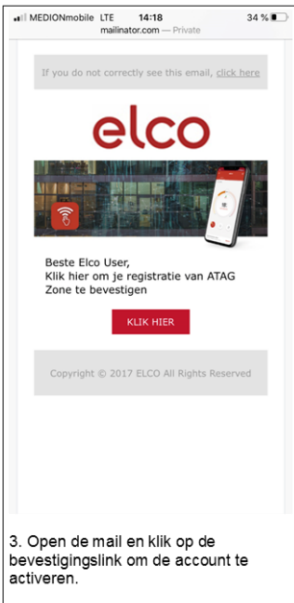 MEDIONmobile LTE 14:18 34 %
mailinator.com — Private
If you do not correctly see this email, click here
elco
Beste Elco User,
Klik hier om je registratie van ATAG
Zone te bevestigen
KLIK HIER
Copyright © 2017 ELCO All Rights Reserved
3. Open de mail en klik op de
bevestigingslink om de account te
activeren.